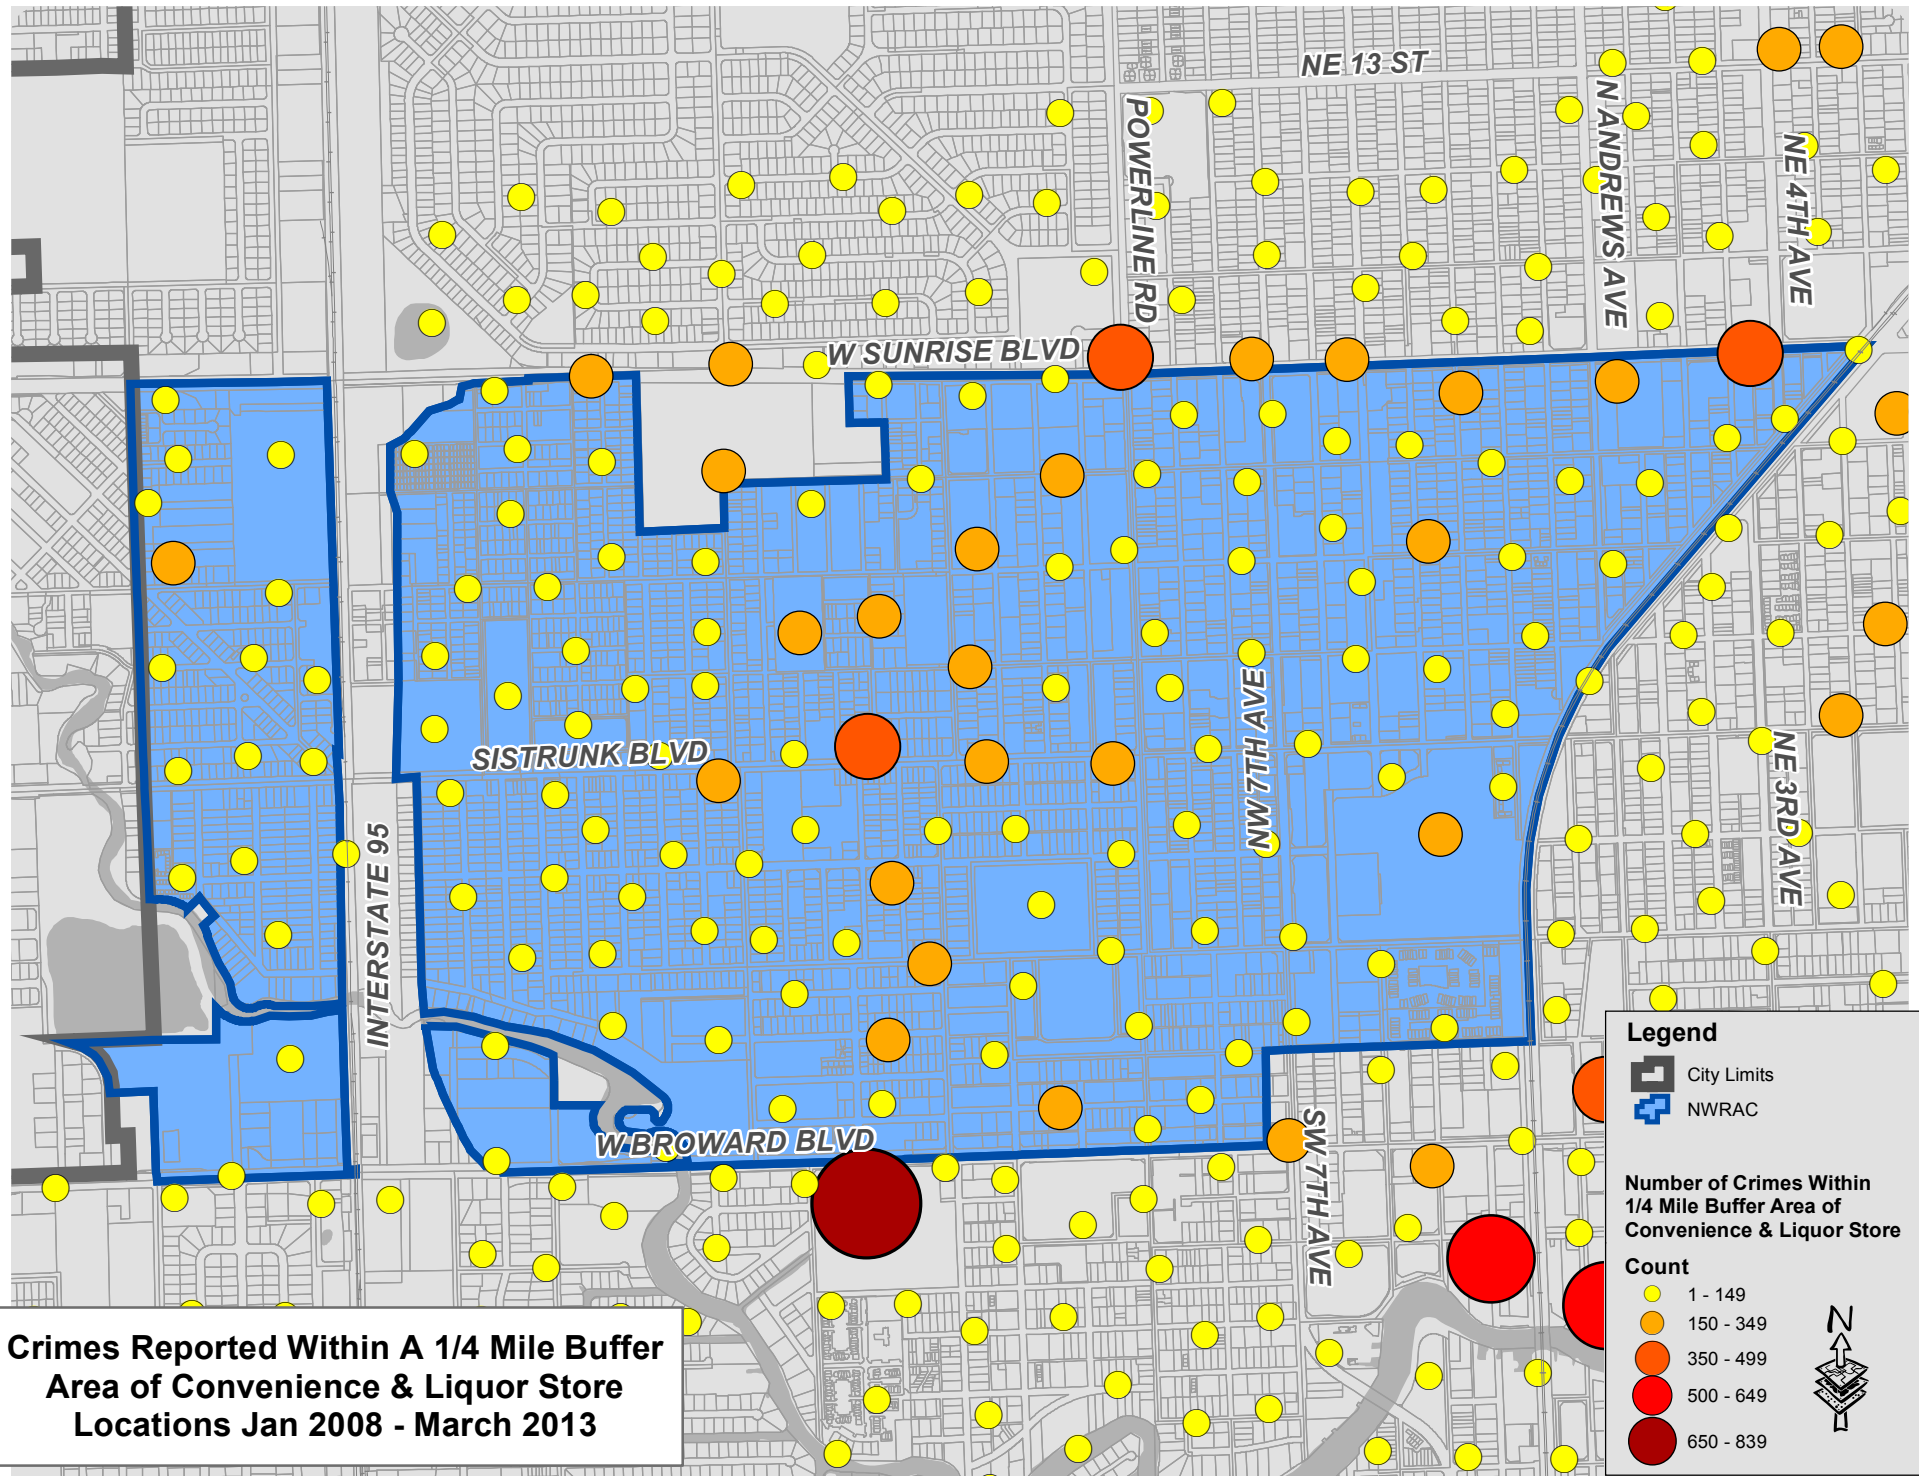 NE 13 ST
POWERLINE RD
N ANDREWS AVE
NE 4TH AVE
W SUNRISE BLVD
SISTRUNK BLVD
NW 7TH AVE
NE 3RD AVE
INTERSTATE 95
W BROWARD BLVD
SW 7TH AVE
Legend
City Limits
NWRAC
Number of Crimes Within
1/4 Mile Buffer Area of
Convenience & Liquor Store
Count
1 - 149
150 - 349
350 - 499
500 - 649
650 - 839
N
Crimes Reported Within A 1/4 Mile Buffer
Area of Convenience & Liquor Store
Locations Jan 2008 - March 2013